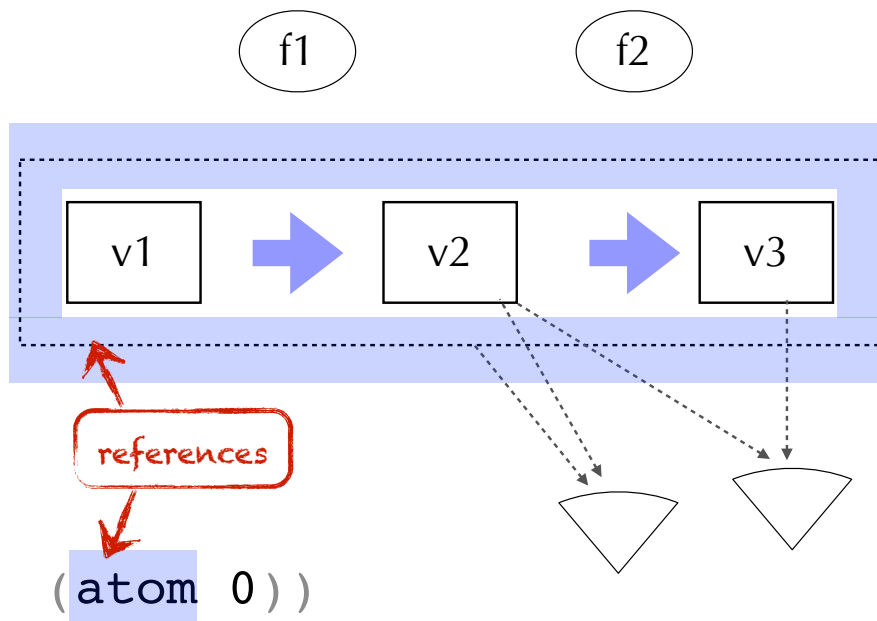 f1 f2
v1 v2 v3
references
(atom 0))